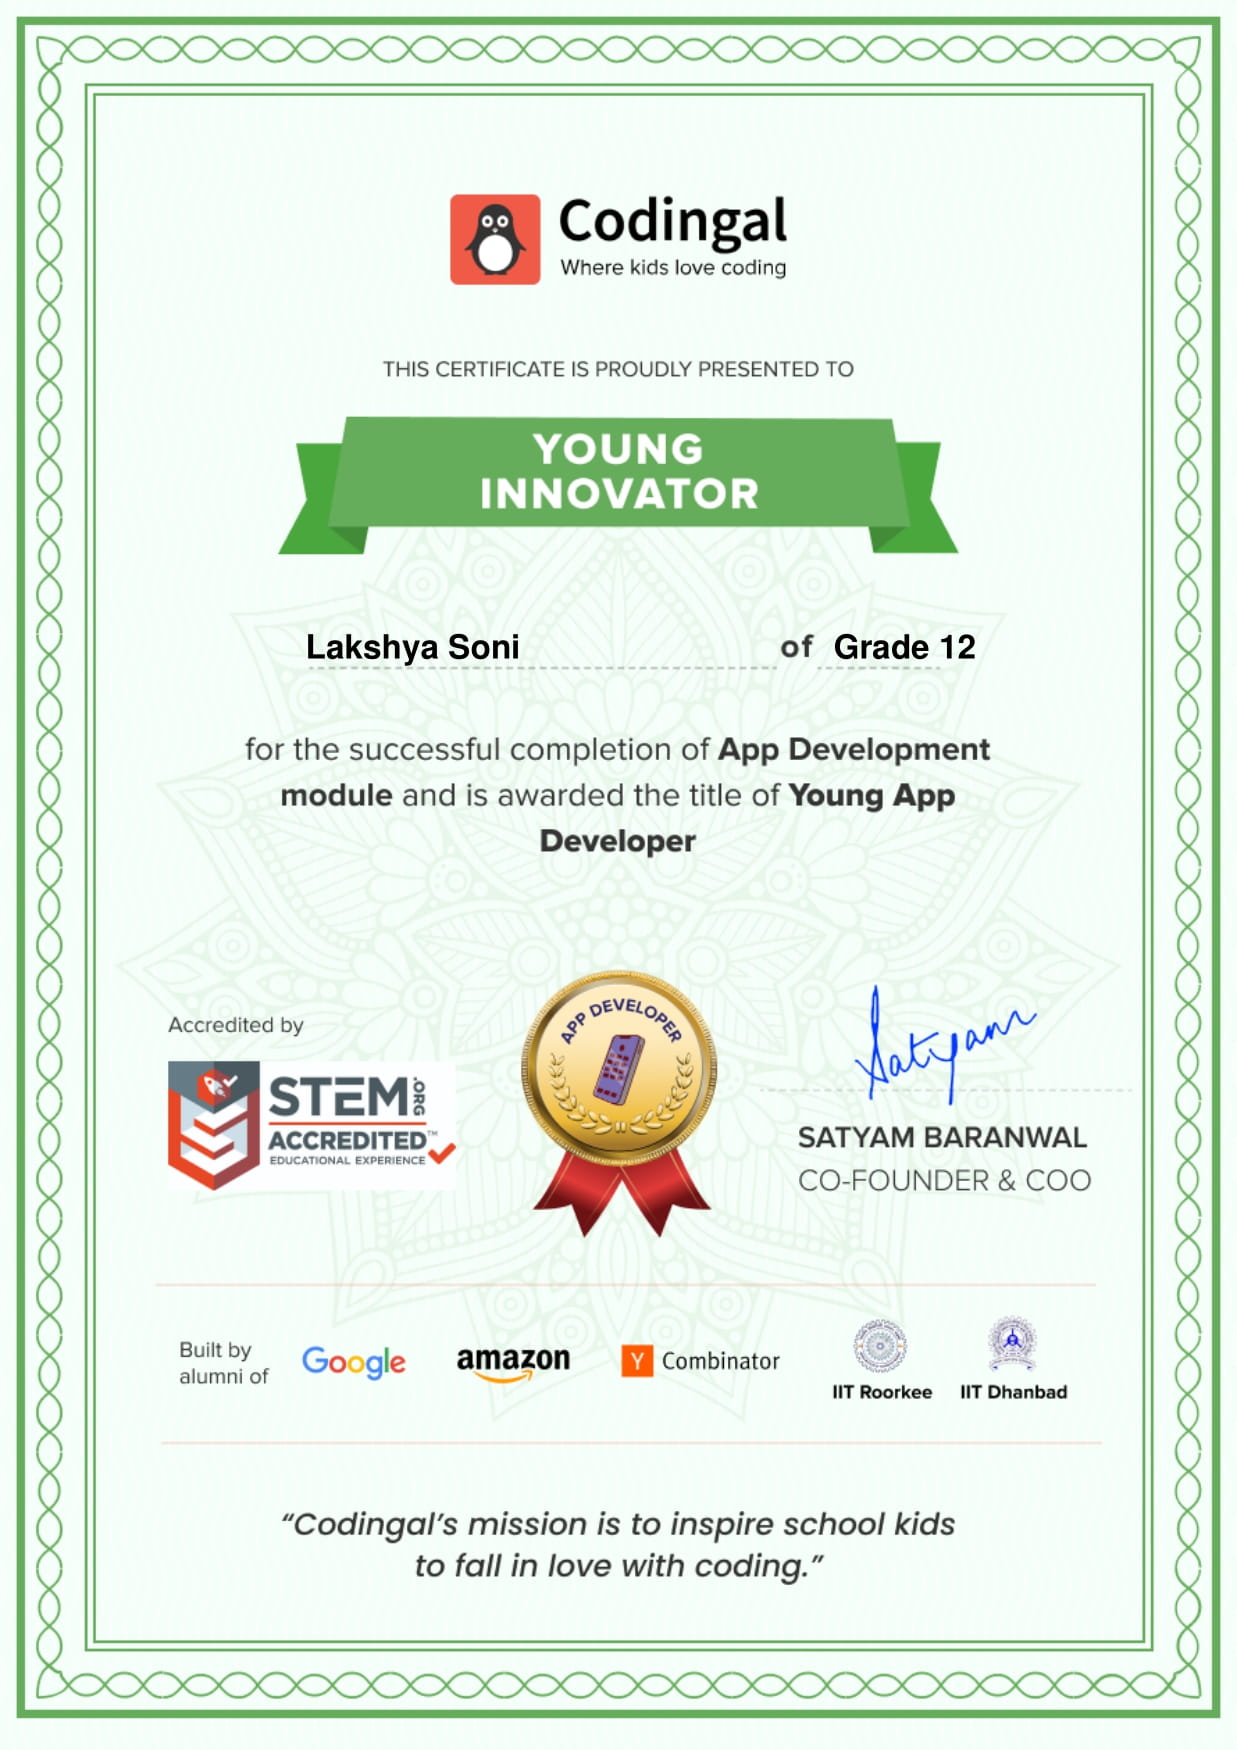 Codingal
Where kids love coding
THIS CERTIFICATE IS PROUDLY PRESENTED TO
YOUNG
INNOVATOR
Lakshya Soni of Grade 12
for the successful completion of App Development
module and is awarded the title of Young App
Developer
Accredited by
STEM.ORG
ACCREDITED™
EDUCATIONAL EXPERIENCE
APP DEVELOPER
Satyam
SATYAM BARANWAL
CO-FOUNDER & COO
Built by
alumni of
Google
amazon
Y Combinator
IIT Roorkee
IIT Dhanbad
“Codingal’s mission is to inspire school kids
to fall in love with coding.”